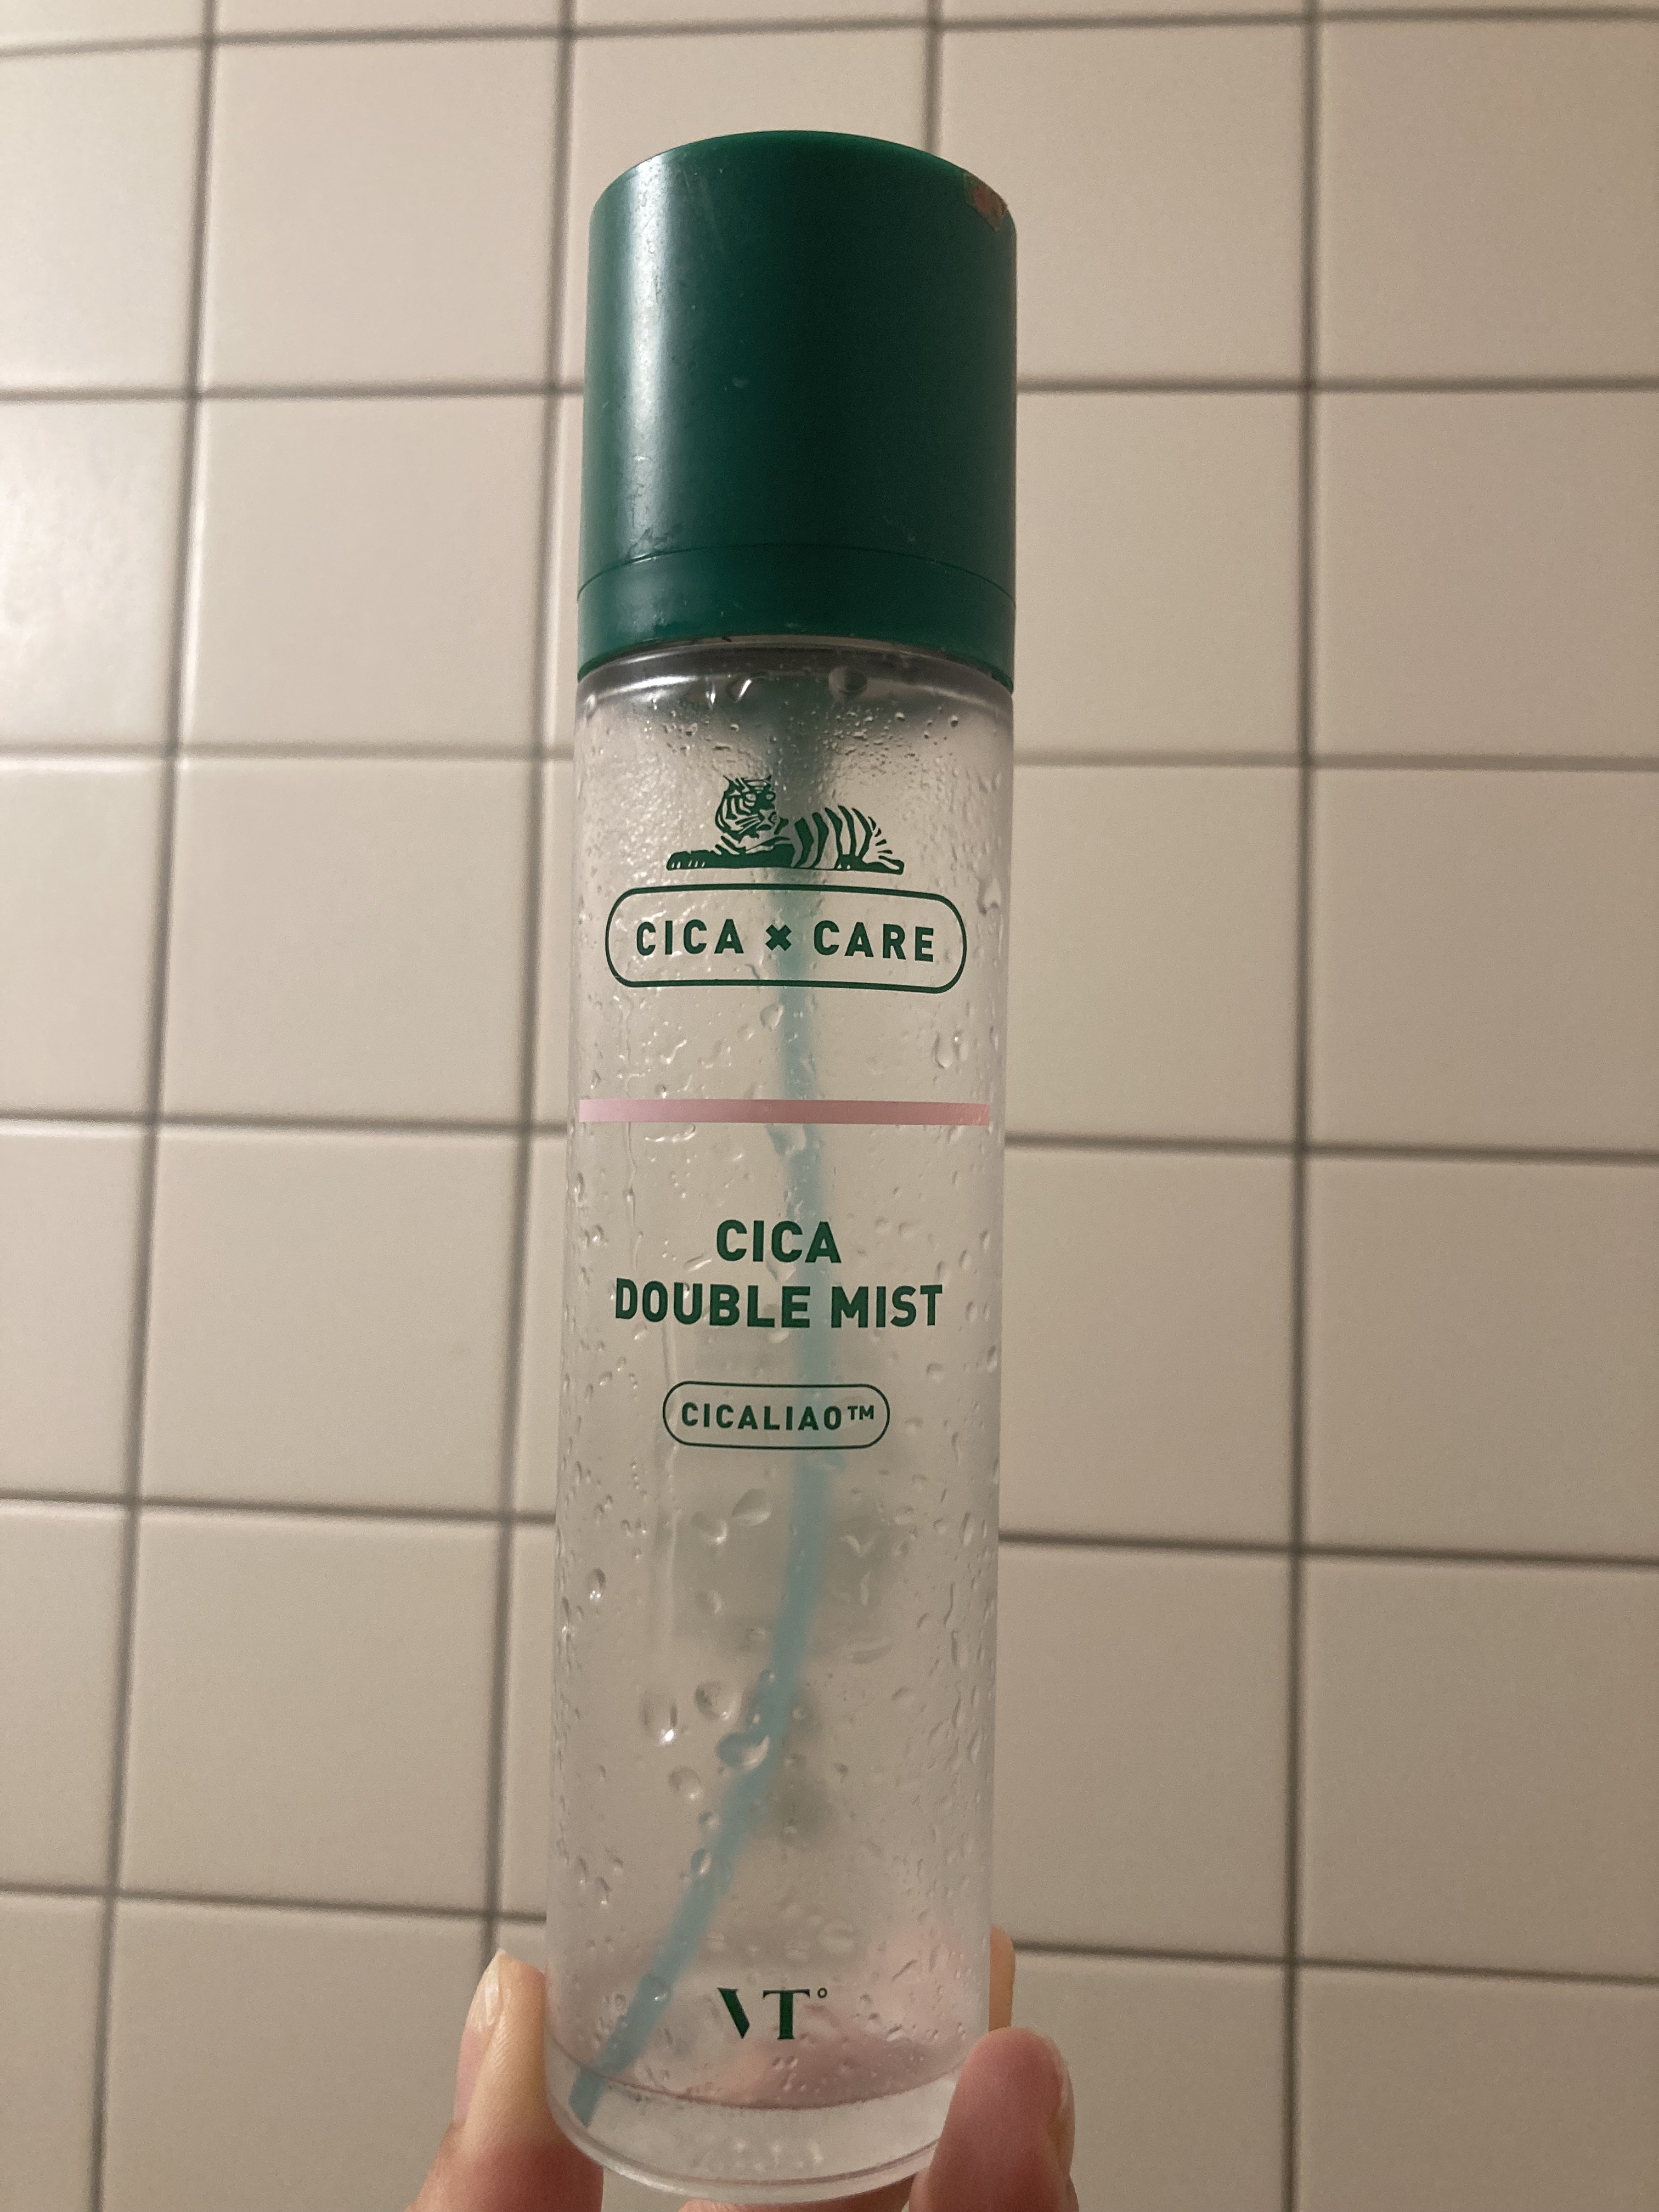 CICA × CARE
CICA
DOUBLE MIST
CICALIAO™
VT°